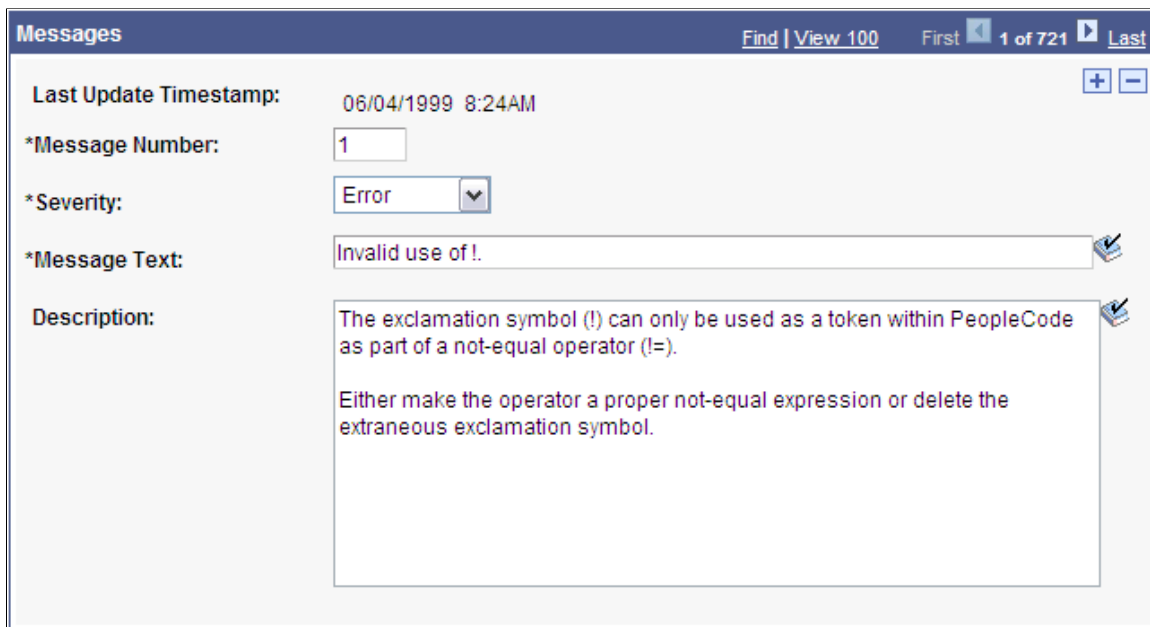 Messages Find | View 100 First 1 of 721 Last
Last Update Timestamp: 06/04/1999 8:24AM
*Message Number: 1
*Severity: Error
*Message Text: Invalid use of !.
Description: The exclamation symbol (!) can only be used as a token within PeopleCode
as part of a not-equal operator (!=).
Either make the operator a proper not-equal expression or delete the
extraneous exclamation symbol.